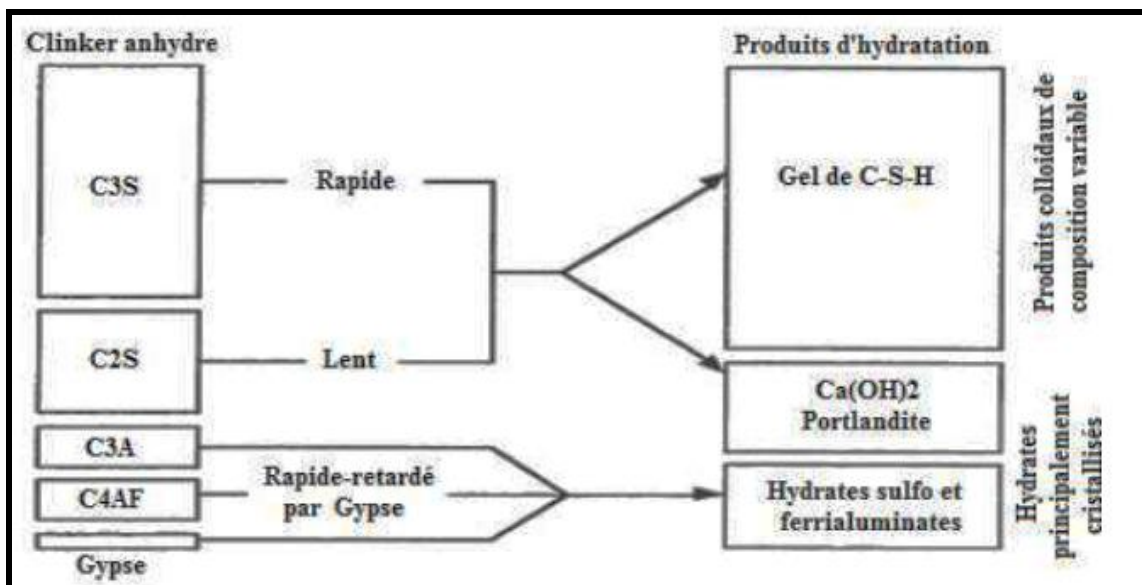 Clinker anhydre
C3S
C2S
C3A
C4AF
Gypse
Rapide
Lent
Rapide-retardé
par Gypse
Produits d'hydratation
Gel de C-S-H
Ca(OH)2
Portlandite
Hydrates sulfo et
ferrialuminates
Produits colloidaux de
composition variable
Hydrates
principalement
cristallisés